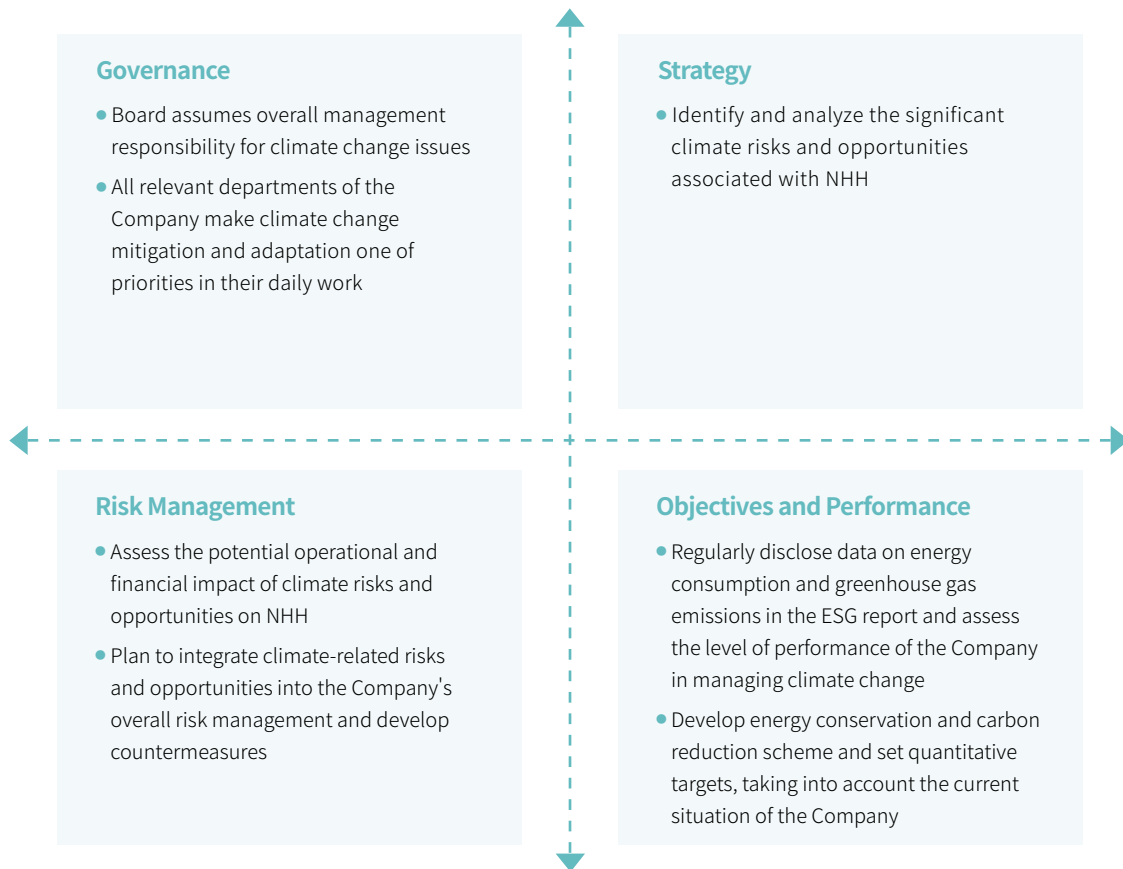 Governance
• Board assumes overall management
responsibility for climate change issues
• All relevant departments of the
Company make climate change
mitigation and adaptation one of
priorities in their daily work
Strategy
• Identify and analyze the significant
climate risks and opportunities
associated with NHH
Risk Management
• Assess the potential operational and
financial impact of climate risks and
opportunities on NHH
• Plan to integrate climate-related risks
and opportunities into the Company's
overall risk management and develop
countermeasures
Objectives and Performance
• Regularly disclose data on energy
consumption and greenhouse gas
emissions in the ESG report and assess
the level of performance of the Company
in managing climate change
• Develop energy conservation and carbon
reduction scheme and set quantitative
targets, taking into account the current
situation of the Company